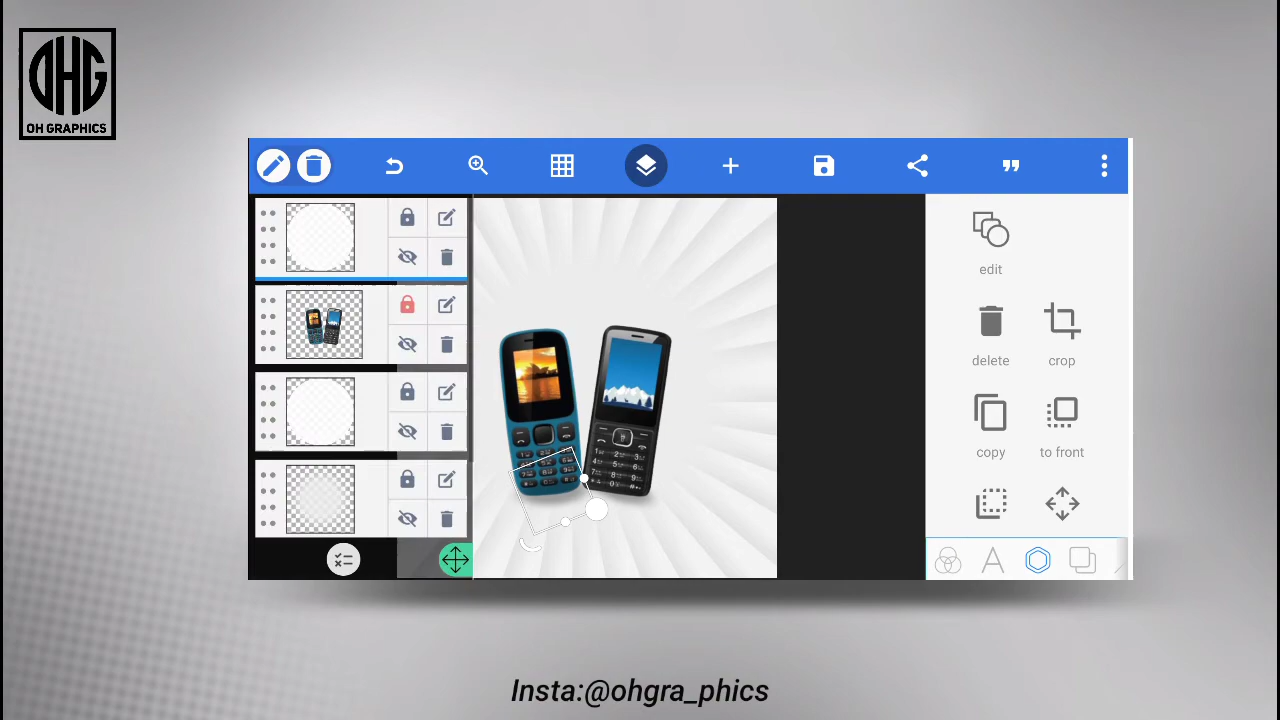 OHG
OH GRAPHICS
edit
delete
crop
copy
to front
Insta:@ohgra_phics